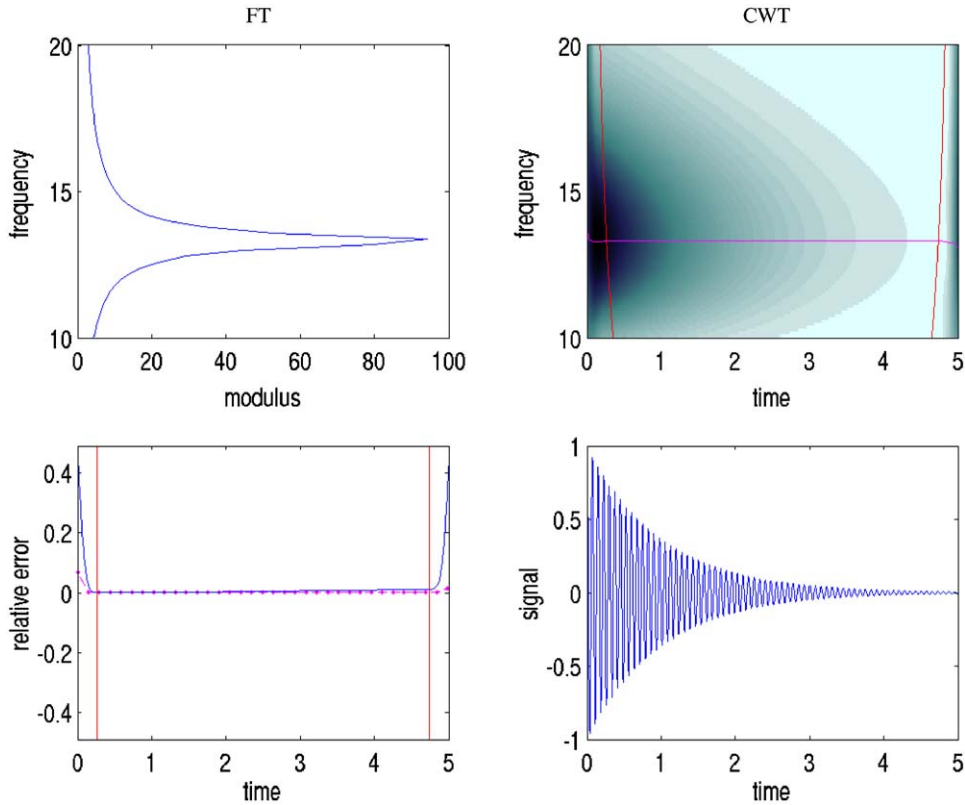 FT
20
15
10
frequency
0 20 40 60 80 100
modulus
CWT
20
15
10
frequency
0 1 2 3 4 5
time
0.4
0.2
0
-0.2
-0.4
relative error
0 1 2 3 4 5
time
1
0.5
0
-0.5
-1
signal
0 1 2 3 4 5
time